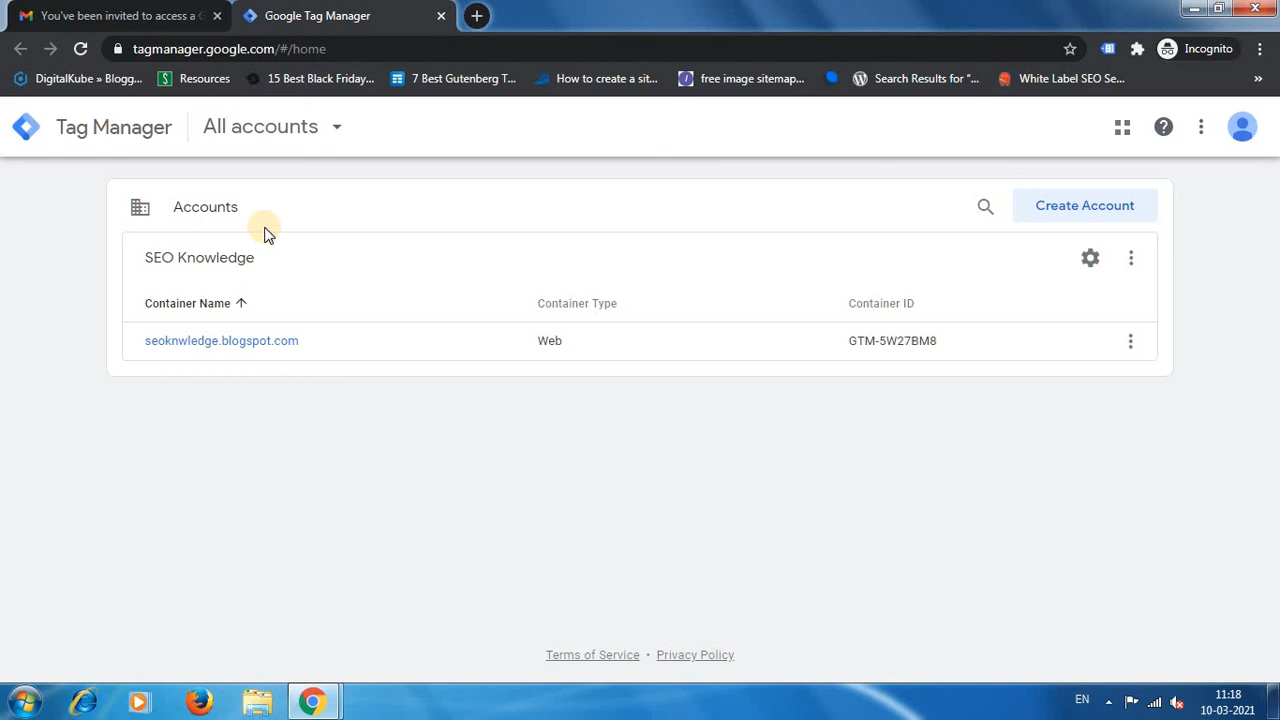 You've been invited to access a G
Google Tag Manager
tagmanager.google.com/#/home
Incognito
DigitalKube » Blogg...
Resources
15 Best Black Friday...
7 Best Gutenberg T...
How to create a sit...
free image sitemap...
Search Results for "...
White Label SEO Se...
»
Tag Manager
All accounts
Accounts
Create Account
SEO Knowledge
Container Name
Container Type
Container ID
seoknwledge.blogspot.com
Web
GTM-5W27BM8
Terms of Service • Privacy Policy
EN
11:18
10-03-2021